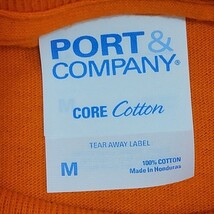 PORT &
COMPANY®
CORE Cotton
TEAR AWAY LABEL
M
100% COTTON
Made in Honduras